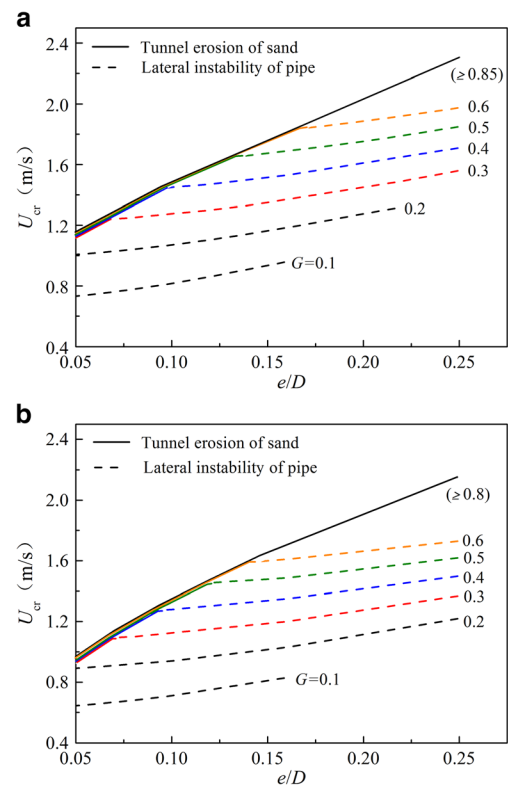 a
2.4
Tunnel erosion of sand
Lateral instability of pipe
(≥0.85)
2.0
0.6
0.5
1.6
0.4
0.3
U_cr (m/s)
1.2
0.2
G=0.1
0.8
0.4
0.05 0.10 0.15 0.20 0.25
e/D
b
2.4
Tunnel erosion of sand
Lateral instability of pipe
2.0
(≥0.8)
0.6
1.6
0.5
0.4
0.3
U_cr (m/s)
1.2
0.2
0.8
G=0.1
0.4
0.05 0.10 0.15 0.20 0.25
e/D